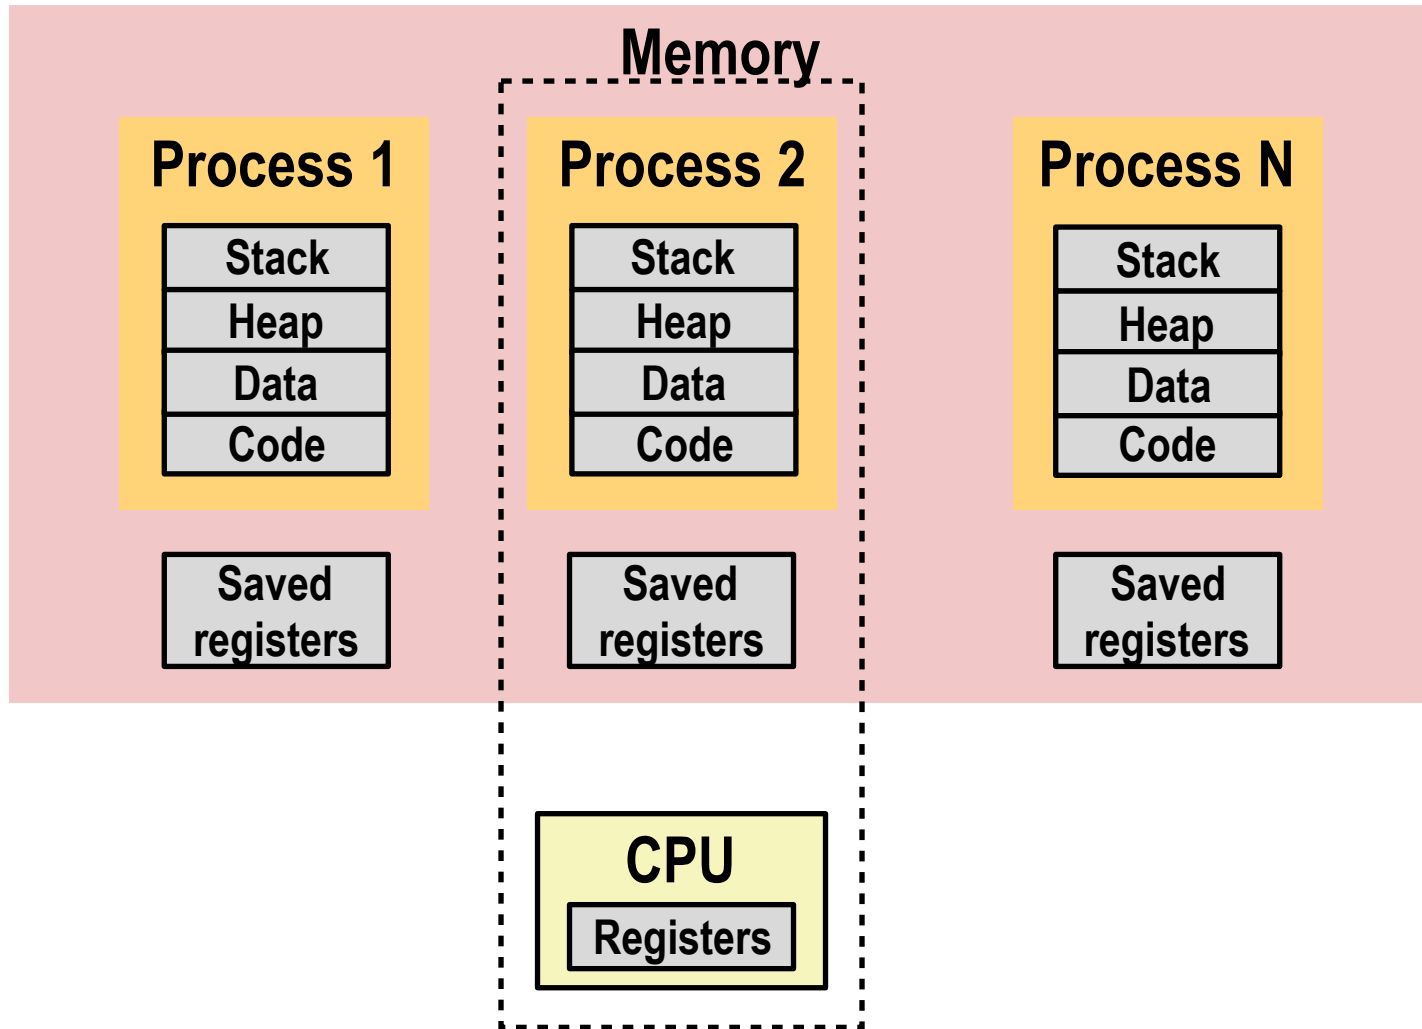 Memory
Process 1
Stack
Heap
Data
Code
Saved
registers
Process 2
Stack
Heap
Data
Code
Saved
registers
Process N
Stack
Heap
Data
Code
Saved
registers
CPU
Registers